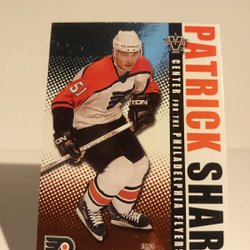 PATRICK SHAR
CENTER FOR THE PHILADELPHIA FLYER
51